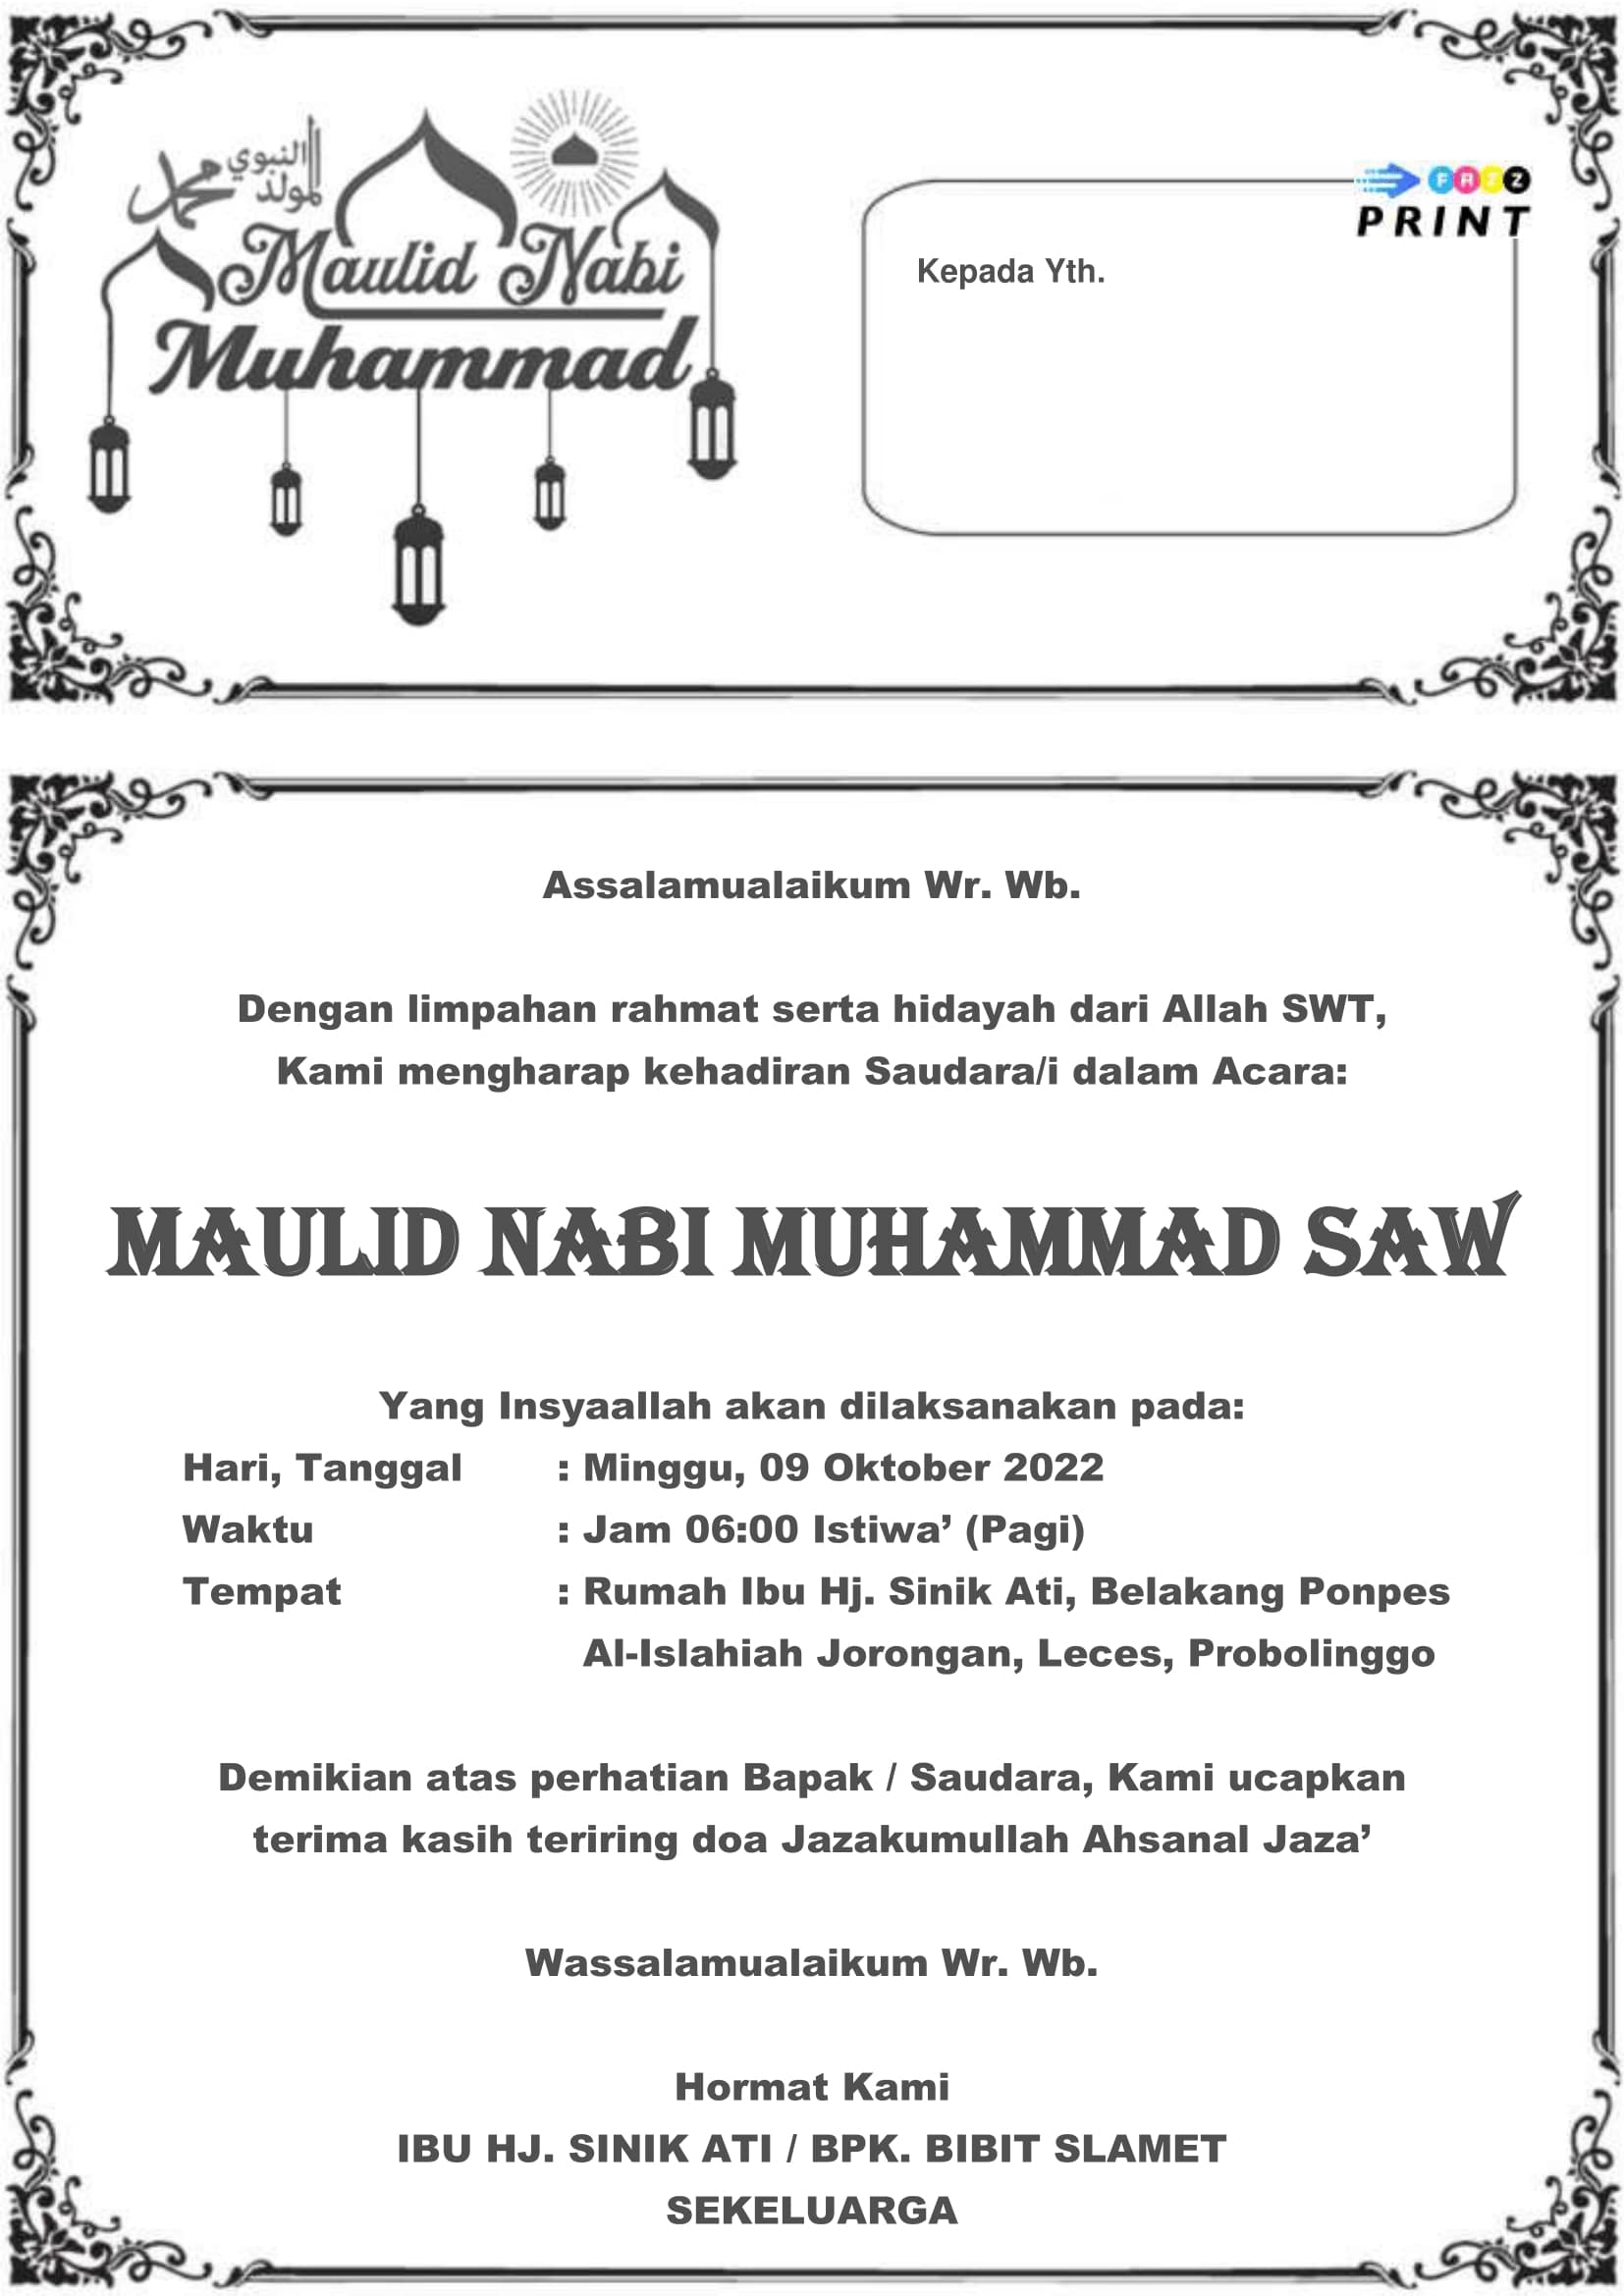 المولد النبوي
محمد
Maulid Nabi
Muhammad
FRZZ
PRINT
Kepada Yth.
Assalamualaikum Wr. Wb.
Dengan limpahan rahmat serta hidayah dari Allah SWT,
Kami mengharap kehadiran Saudara/i dalam Acara:
MAULID NABI MUHAMMAD SAW
Yang Insyaallah akan dilaksanakan pada:
Hari, Tanggal : Minggu, 09 Oktober 2022
Waktu : Jam 06:00 Istiwa’ (Pagi)
Tempat : Rumah Ibu Hj. Sinik Ati, Belakang Ponpes
Al-Islahiah Jorongan, Leces, Probolinggo
Demikian atas perhatian Bapak / Saudara, Kami ucapkan
terima kasih teriring doa Jazakumullah Ahsanal Jaza’
Wassalamualaikum Wr. Wb.
Hormat Kami
IBU HJ. SINIK ATI / BPK. BIBIT SLAMET
SEKELUARGA